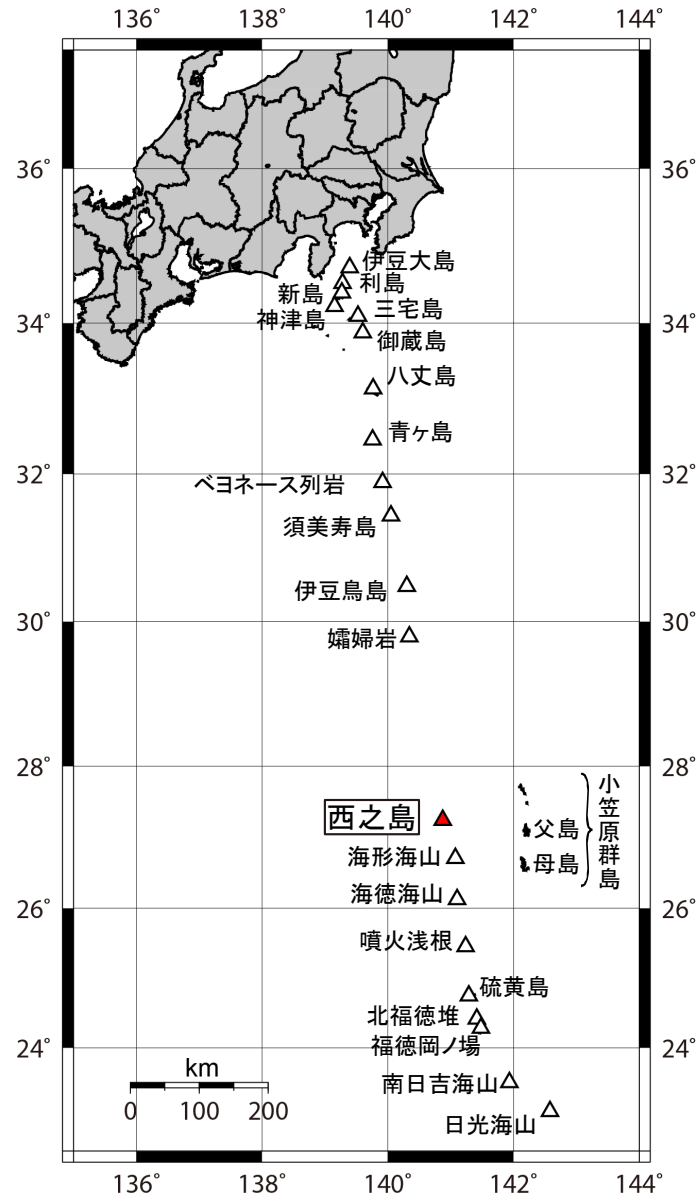 136° 138° 140° 142° 144°
36° 36°
伊豆大島
利島
新島
三宅島
神津島
34° 34°
御蔵島
八丈島
青ヶ島
32° 32°
ベヨネース列岩
須美寿島
伊豆鳥島
30° 30°
孀婦岩
28° 28°
小笠原群島
西之島
父島
海形海山
母島
海徳海山
26° 26°
噴火浅根
硫黄島
北福徳堆
福徳岡ノ場
24° 24°
km
南日吉海山
0 100 200
日光海山
136° 138° 140° 142° 144°